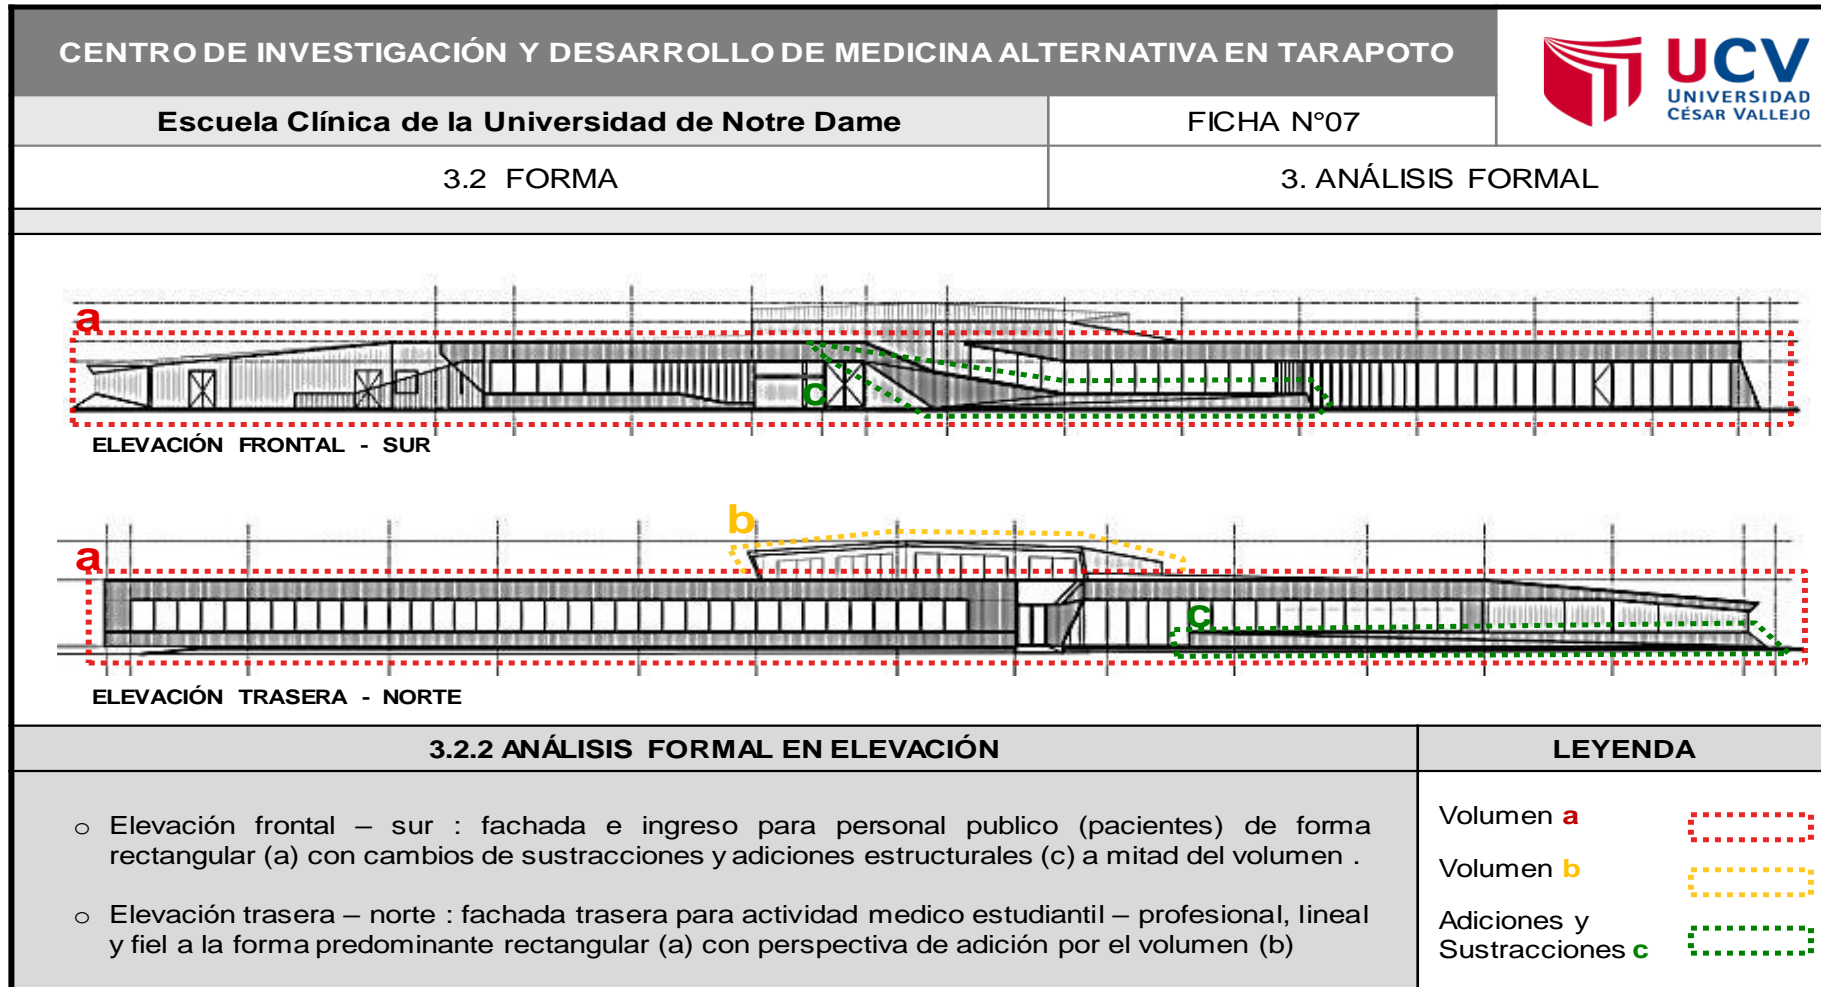 CENTRO DE INVESTIGACIÓN Y DESARROLLO DE MEDICINA ALTERNATIVA EN TARAPOTO
UCV
UNIVERSIDAD
CÉSAR VALLEJO
Escuela Clínica de la Universidad de Notre Dame
FICHA N°07
3.2 FORMA
3. ANÁLISIS FORMAL
a
c
ELEVACIÓN FRONTAL - SUR
b
a
c
ELEVACIÓN TRASERA - NORTE
3.2.2 ANÁLISIS FORMAL EN ELEVACIÓN
o Elevación frontal – sur : fachada e ingreso para personal publico (pacientes) de forma
rectangular (a) con cambios de sustracciones y adiciones estructurales (c) a mitad del volumen .
o Elevación trasera – norte : fachada trasera para actividad medico estudiantil – profesional, lineal
y fiel a la forma predominante rectangular (a) con perspectiva de adición por el volumen (b)
LEYENDA
Volumen a
Volumen b
Adiciones y
Sustracciones c